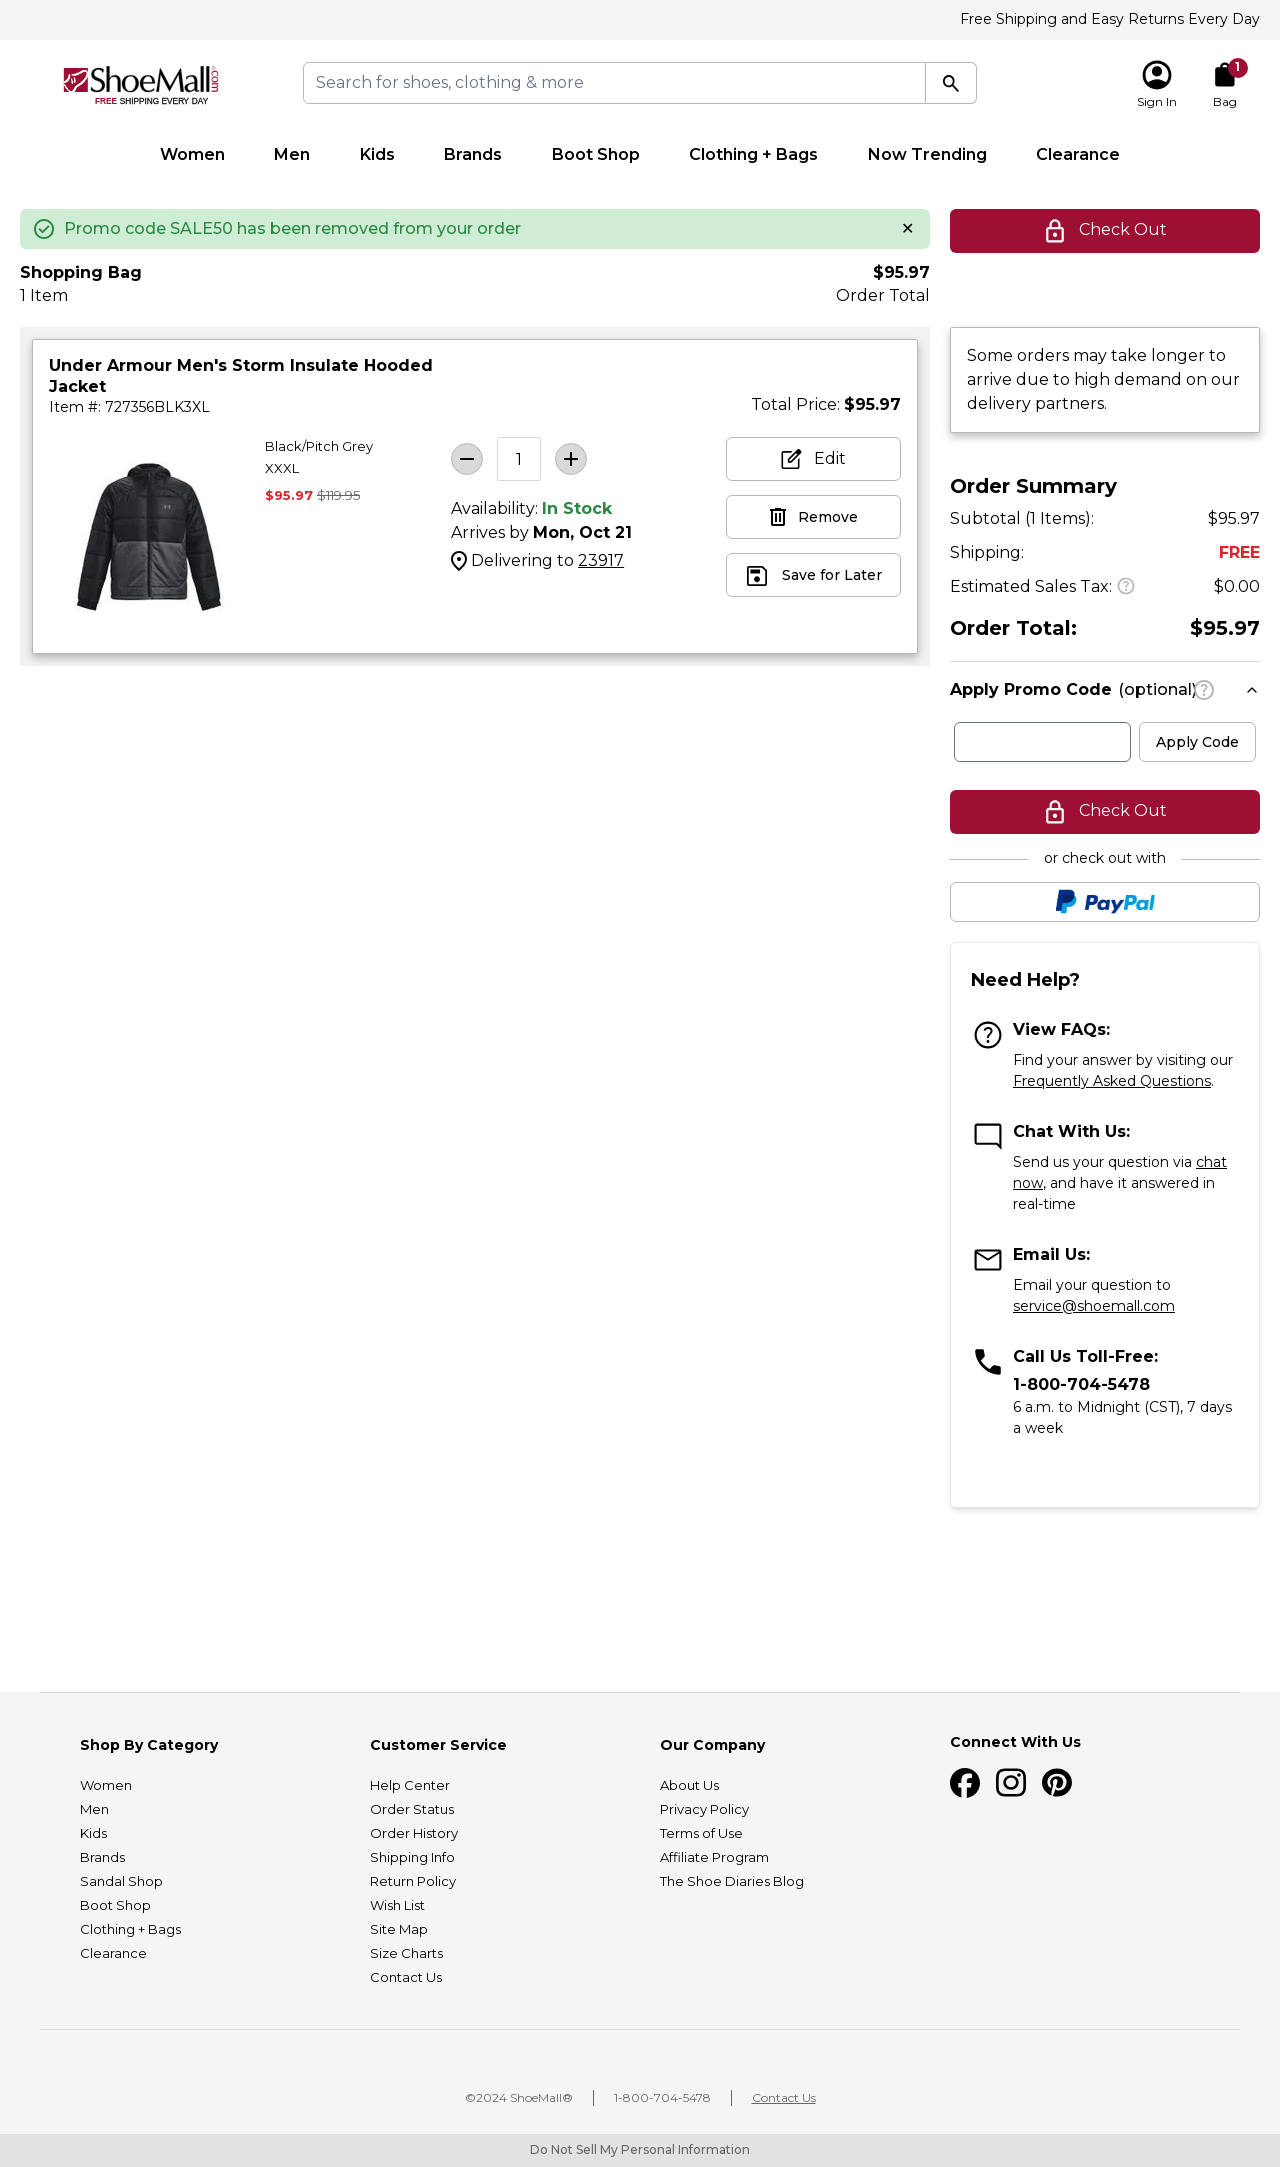 Free Shipping and Easy Returns Every Day
ShoeMall®.com
FREE SHIPPING EVERY DAY
Search for shoes, clothing & more
Sign In
1
Bag
Women Men Kids Brands Boot Shop Clothing + Bags Now Trending Clearance
Promo code SALE50 has been removed from your order
Check Out
Shopping Bag $95.97
1 Item Order Total
Under Armour Men's Storm Insulate Hooded
Jacket
Item #: 727356BLK3XL
Total Price: $95.97
Black/Pitch Grey
XXXL
$95.97 $119.95
1
Availability: In Stock
Arrives by Mon, Oct 21
Delivering to 23917
Edit
Remove
Save for Later
Some orders may take longer to
arrive due to high demand on our
delivery partners.
Order Summary
Subtotal (1 Items): $95.97
Shipping: FREE
Estimated Sales Tax: $0.00
Order Total: $95.97
Apply Promo Code (optional)
Apply Code
Check Out
or check out with
PayPal
Need Help?
View FAQs:
Find your answer by visiting our
Frequently Asked Questions.
Chat With Us:
Send us your question via chat
now, and have it answered in
real-time
Email Us:
Email your question to
service@shoemall.com
Call Us Toll-Free:
1-800-704-5478
6 a.m. to Midnight (CST), 7 days
a week
Shop By Category
Women
Men
Kids
Brands
Sandal Shop
Boot Shop
Clothing + Bags
Clearance
Customer Service
Help Center
Order Status
Order History
Shipping Info
Return Policy
Wish List
Site Map
Size Charts
Contact Us
Our Company
About Us
Privacy Policy
Terms of Use
Affiliate Program
The Shoe Diaries Blog
Connect With Us
©2024 ShoeMall® 1-800-704-5478 Contact Us
Do Not Sell My Personal Information